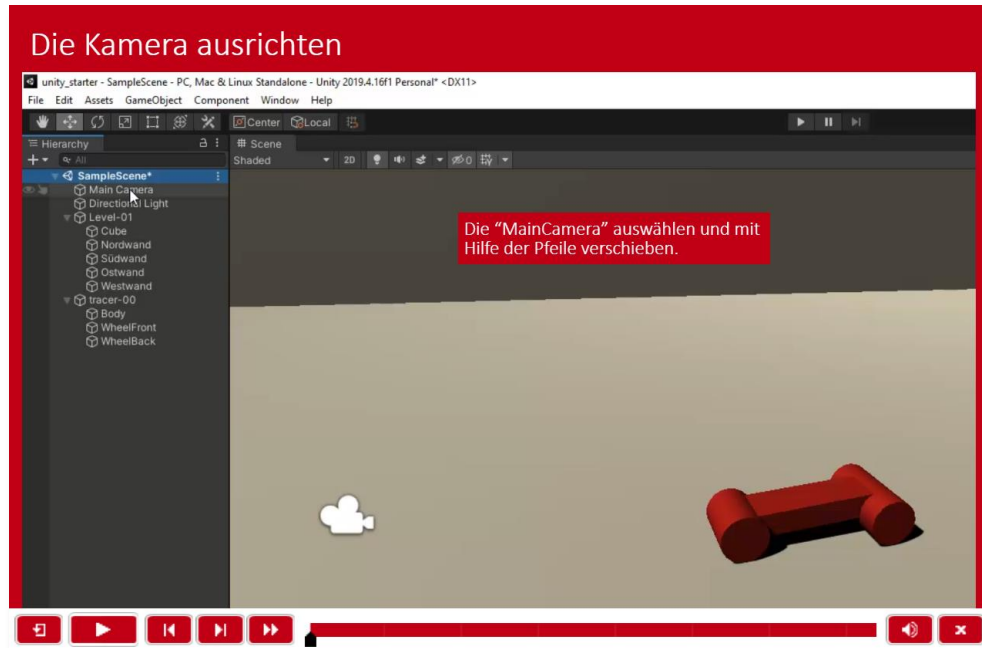 Die Kamera ausrichten
unity_starter - SampleScene - PC, Mac & Linux Standalone - Unity 2019.4.16f1 Personal* <DX11>
File Edit Assets GameObject Component Window Help
Center Local
Hierarchy
# Scene
All
Shaded 2D 0
SampleScene*
Main Camera
Directional Light
Level-01
Cube
Nordwand
Südwand
Ostwand
Westwand
tracer-00
Body
WheelFront
WheelBack
Die “MainCamera” auswählen und mit
Hilfe der Pfeile verschieben.